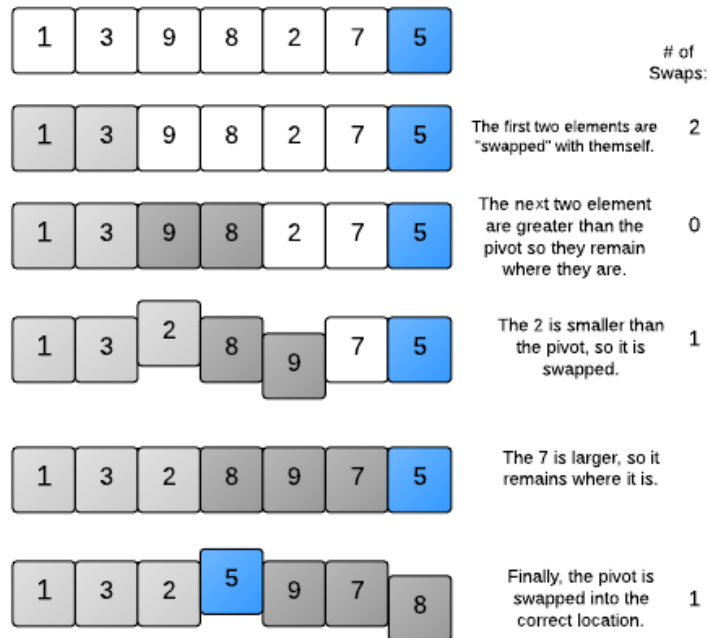 1 3 9 8 2 7 5
# of
Swaps:
1 3 9 8 2 7 5
The first two elements are
"swapped" with themself.
2
1 3 9 8 2 7 5
The next two element
are greater than the
pivot so they remain
where they are.
0
1 3 2 8 9 7 5
The 2 is smaller than
the pivot, so it is
swapped.
1
1 3 2 8 9 7 5
The 7 is larger, so it
remains where it is.
1 3 2 5 9 7 8
Finally, the pivot is
swapped into the
correct location.
1